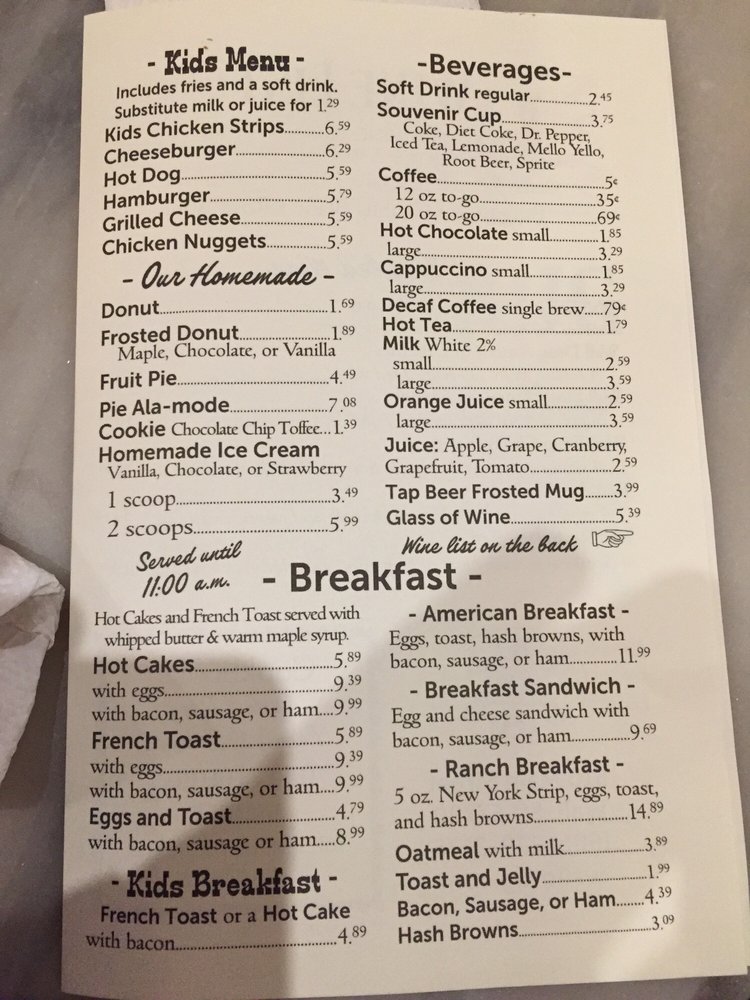 - Kids Menu -
Includes fries and a soft drink.
Substitute milk or juice for 1.29
Kids Chicken Strips..........6.59
Cheeseburger......................6.29
Hot Dog...................................5.59
Hamburger............................5.79
Grilled Cheese.....................5.59
Chicken Nuggets...............5.59
- Our Homemade -
Donut.........................................1.69
Frosted Donut......................1.89
Maple, Chocolate, or Vanilla
Fruit Pie.....................................4.49
Pie Ala-mode........................7.08
Cookie Chocolate Chip Toffee...1.39
Homemade Ice Cream
Vanilla, Chocolate, or Strawberry
1 scoop.....................................3.49
2 scoops.................................5.99
-Beverages-
Soft Drink regular................2.45
Souvenir Cup.........................3.75
Coke, Diet Coke, Dr. Pepper,
Iced Tea, Lemonade, Mello Yello,
Root Beer, Sprite
Coffee.........................................5¢
12 oz to-go............................35¢
20 oz to-go............................69¢
Hot Chocolate small.............1.85
large...........................................3.29
Cappuccino small...................1.85
large...........................................3.29
Decaf Coffee single brew.....79¢
Hot Tea......................................1.79
Milk White 2%
small...........................................2.59
large...........................................3.59
Orange Juice small...............2.59
large...........................................3.59
Juice: Apple, Grape, Cranberry,
Grapefruit, Tomato....................2.59
Tap Beer Frosted Mug.......3.99
Glass of Wine.........................5.39
Wine list on the back
Served until
11:00 a.m.
- Breakfast -
Hot Cakes and French Toast served with
whipped butter & warm maple syrup.
Hot Cakes..................................5.89
with eggs.........................................9.39
with bacon, sausage, or ham....9.99
French Toast.............................5.89
with eggs.........................................9.39
with bacon, sausage, or ham....9.99
Eggs and Toast.........................4.79
with bacon, sausage or ham....8.99
- Kids Breakfast -
French Toast or a Hot Cake
with bacon......................................4.89
- American Breakfast -
Eggs, toast, hash browns, with
bacon, sausage, or ham............11.99
- Breakfast Sandwich -
Egg and cheese sandwich with
bacon, sausage, or ham..............9.69
- Ranch Breakfast -
5 oz. New York Strip, eggs, toast,
and hash browns.......................14.89
Oatmeal with milk...................3.89
Toast and Jelly..........................1.99
Bacon, Sausage, or Ham.......4.39
Hash Browns..............................3.09